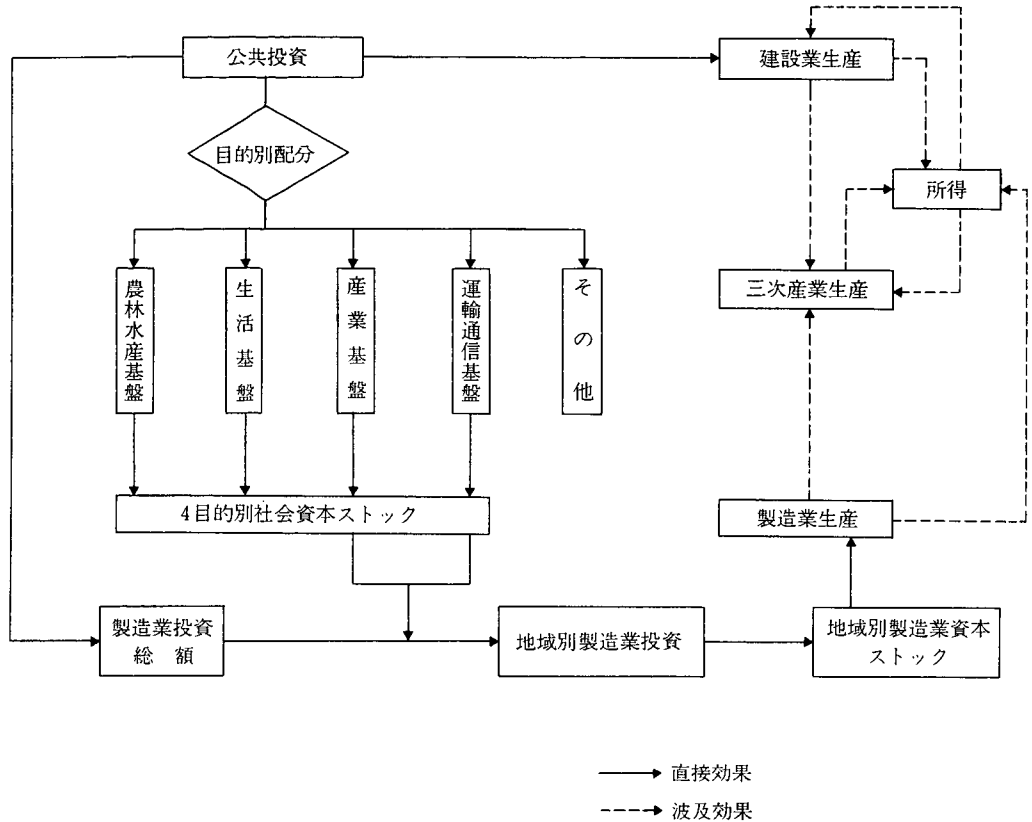 公共投資
建設業生産
目的別配分
所得
農林水産基盤
生活基盤
産業基盤
運輸通信基盤
その他
三次産業生産
4目的別社会資本ストック
製造業生産
製造業投資
総　額
地域別製造業投資
地域別製造業資本
ストック
直接効果
波及効果